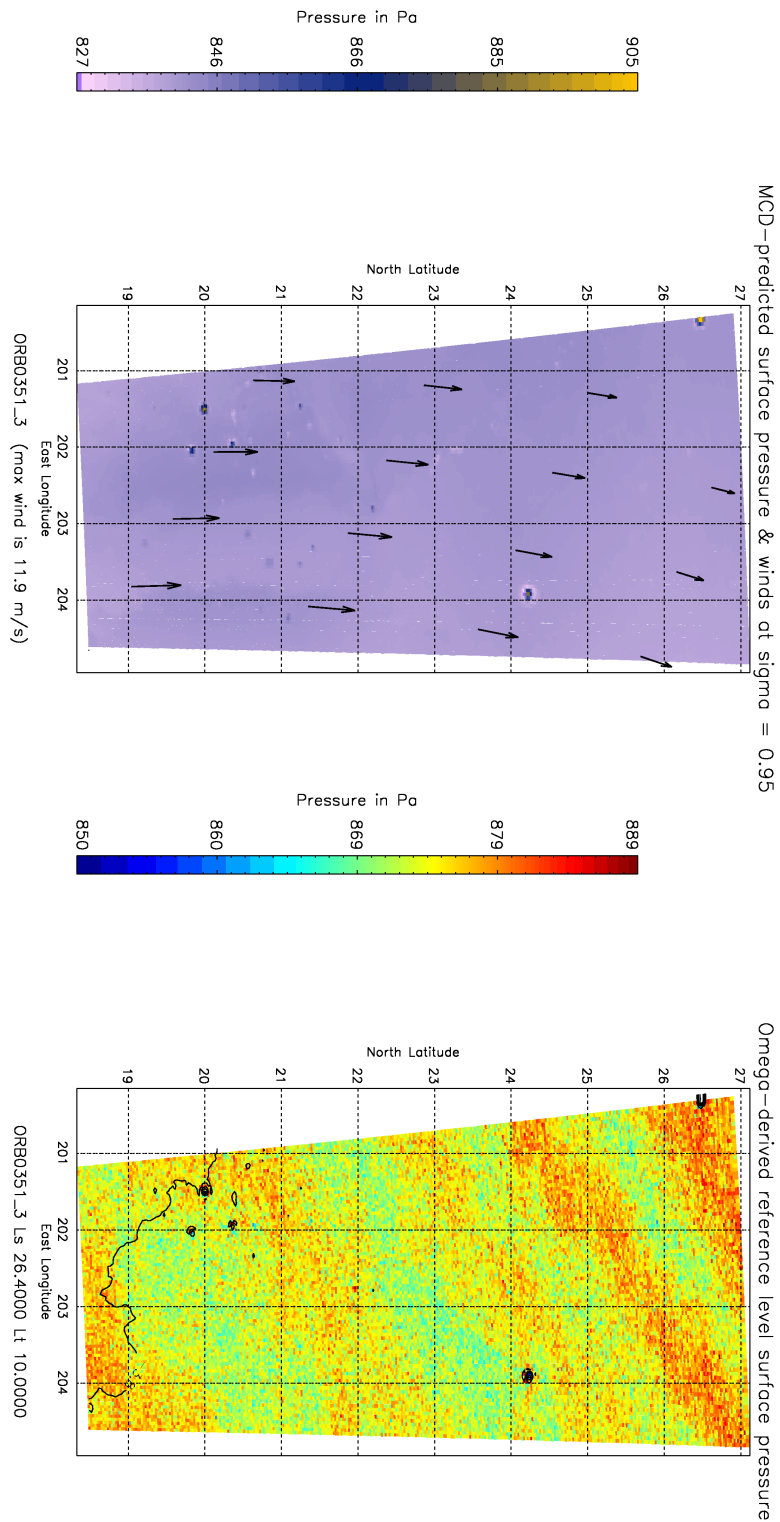 Pressure in Pa
827 846 866 885 905
MCD-predicted surface pressure & winds at sigma = 0.95
North Latitude
19 20 21 22 23 24 25 26 27
201
202
203
204
East Longitude
ORB0351_3 (max wind is 11.9 m/s)
Pressure in Pa
850 860 869 879 889
Omega-derived reference level surface pressure
North Latitude
19 20 21 22 23 24 25 26 27
201
202
203
204
East Longitude
ORB0351_3 Ls 26.4000 Lt 10.0000